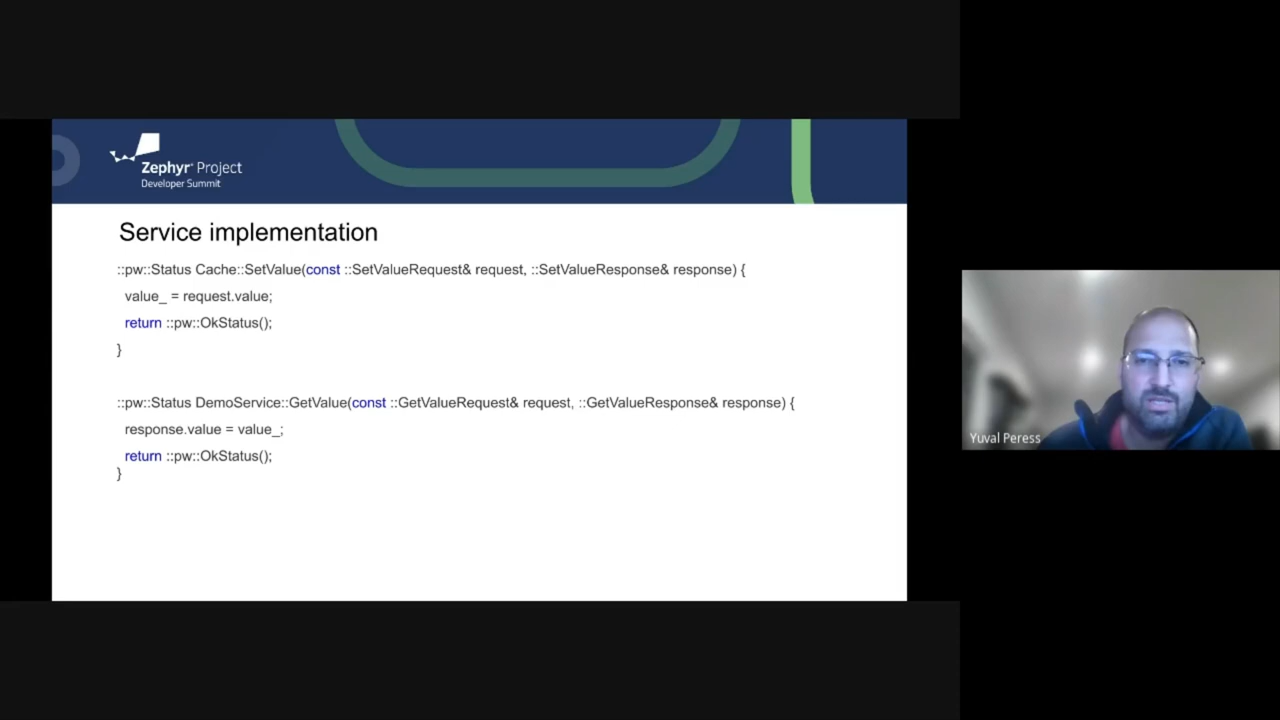 Zephyr® Project
Developer Summit
Service implementation
::pw::Status Cache::SetValue(const ::SetValueRequest& request, ::SetValueResponse& response) {
value_ = request.value;
return ::pw::OkStatus();
}
::pw::Status DemoService::GetValue(const ::GetValueRequest& request, ::GetValueResponse& response) {
response.value = value_;
return ::pw::OkStatus();
}
Yuval Peress